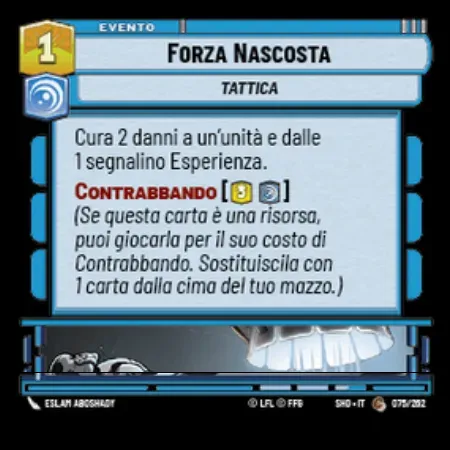 EVENTO
1
FORZA NASCOSTA
TATTICA
Cura 2 danni a un'unità e dalle
1 segnalino Esperienza.
CONTRABBANDO [3]
(Se questa carta è una risorsa,
puoi giocarla per il suo costo di
Contrabbando. Sostituiscila con
1 carta dalla cima del tuo mazzo.)
ESLAM ABOSHADY
© LFL © FFG
SHD • IT
075/262